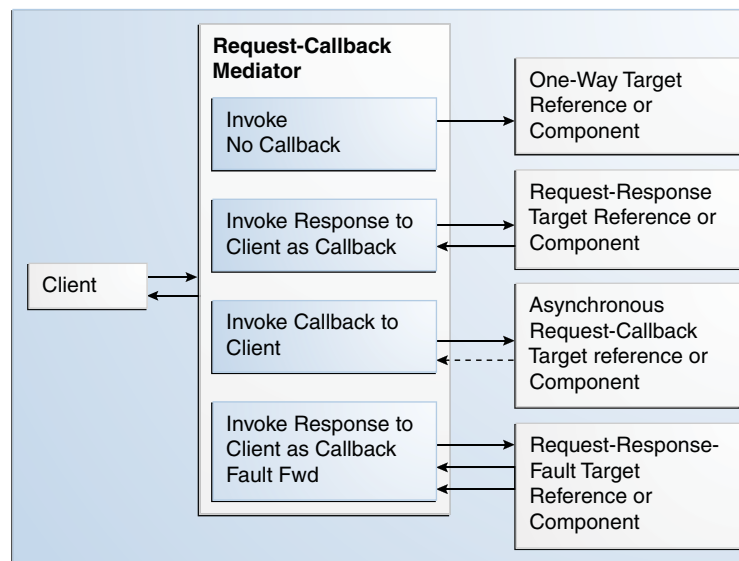 Request-Callback
Mediator
Invoke
No Callback
One-Way Target
Reference or
Component
Invoke Response to
Client as Callback
Request-Response
Target Reference or
Component
Client
Invoke Callback to
Client
Asynchronous
Request-Callback
Target reference or
Component
Invoke Response to
Client as Callback
Fault Fwd
Request-Response-
Fault Target
Reference or
Component